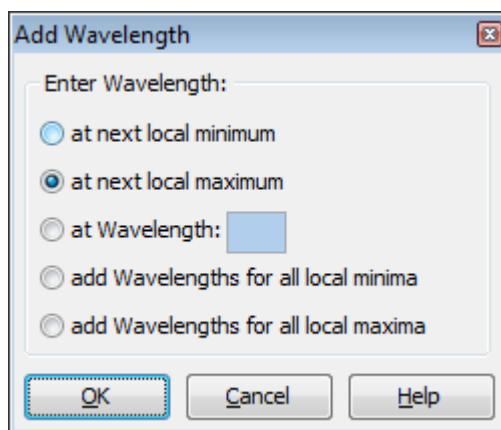 Add Wavelength
Enter Wavelength:
at next local minimum
at next local maximum
at Wavelength:
add Wavelengths for all local minima
add Wavelengths for all local maxima
OK Cancel Help